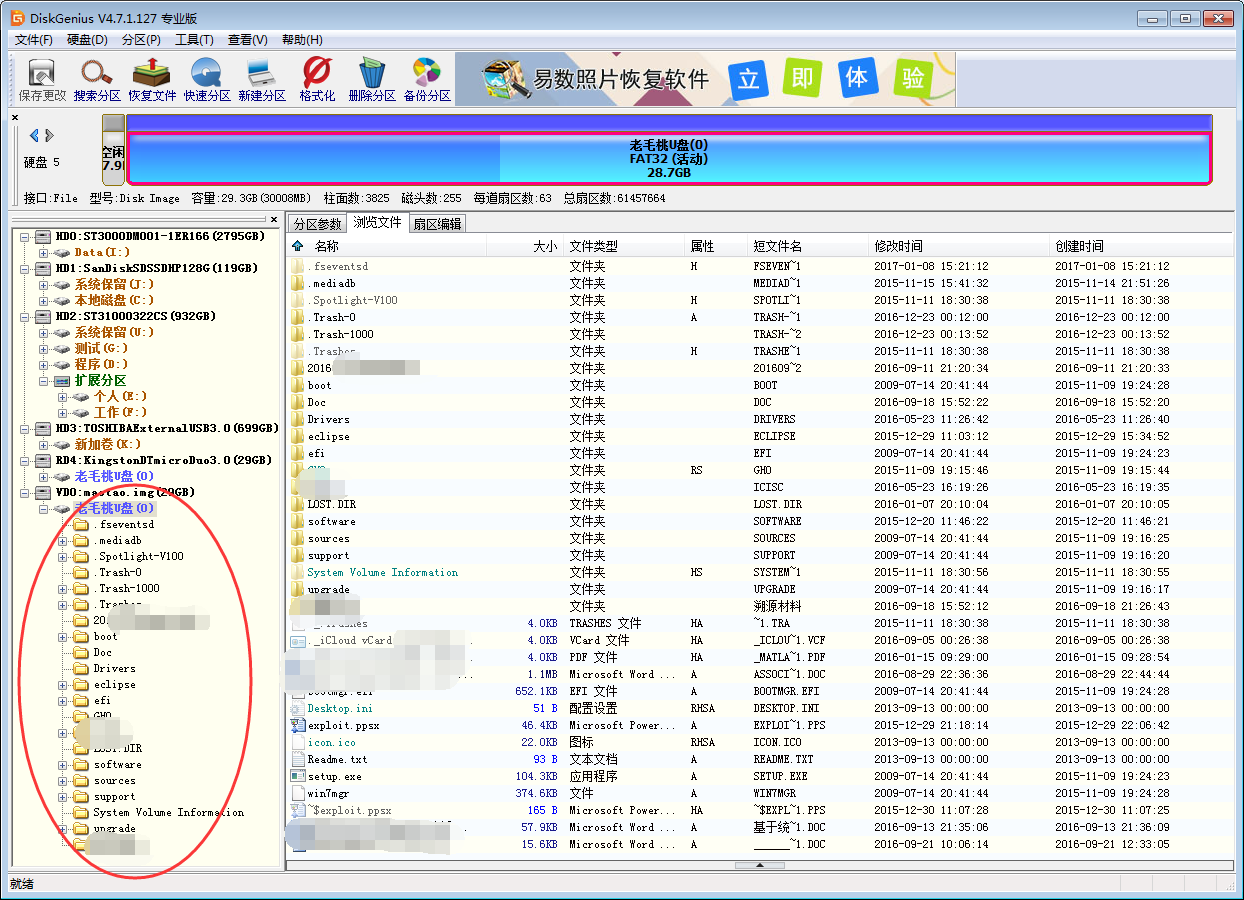 DiskGenius V4.7.1.127 专业版
文件(F) 硬盘(D) 分区(P) 工具(T) 查看(V) 帮助(H)
保存更改 搜索分区 恢复文件 快速分区 新建分区 格式化 删除分区 备份分区
易数照片恢复软件 立 即 体 验
硬盘 5
空闲
7.9
老毛桃U盘(0)
FAT32 (活动)
28.7GB
接口:File 型号:Disk Image 容量:29.3GB(30008MB) 柱面数:3825 磁头数:255 每道扇区数:63 总扇区数:61457664
HD0:ST3000DM001-1ER166(2795GB)
Data(I:)
HD1:SanDiskSDSSDHP128G(119GB)
系统保留(J:)
本地磁盘(C:)
HD2:ST31000322CS(932GB)
系统保留(U:)
测试(G:)
程序(D:)
扩展分区
个人(E:)
工作(F:)
HD3:TOSHIBAExternalUSB3.0(699GB)
新加卷(K:)
RD4:KingstonDTmicroDuo3.0(29GB)
老毛桃U盘(0)
VD0:maotao.img(29GB)
老毛桃U盘(0)
.fseventsd
.mediadb
.Spotlight-V100
.Trash-0
.Trash-1000
.Trashes
20
boot
Doc
Drivers
eclipse
efi
GHO
LOST.DIR
software
sources
support
System Volume Information
upgrade
分区参数 浏览文件 扇区编辑
名称 大小 文件类型 属性 短文件名 修改时间 创建时间
.fseventsd 文件夹 H FSEVEN~1 2017-01-08 15:21:12 2017-01-08 15:21:12
.mediadb 文件夹 MEDIAD~1 2015-11-15 15:41:32 2015-11-14 21:51:26
.Spotlight-V100 文件夹 H SPOTLI~1 2015-11-11 18:30:38 2015-11-11 18:30:38
.Trash-0 文件夹 A TRASH-~1 2016-12-23 00:12:00 2016-12-23 00:12:00
.Trash-1000 文件夹 TRASH-~2 2016-12-23 00:13:52 2016-12-23 00:13:52
.Trashes 文件夹 H TRASHE~1 2015-11-11 18:30:38 2015-11-11 18:30:38
2016 文件夹 201609~2 2016-09-11 21:20:34 2016-09-11 21:20:33
boot 文件夹 BOOT 2009-07-14 20:41:44 2015-11-09 19:24:28
Doc 文件夹 DOC 2016-09-18 15:52:22 2016-09-18 15:52:20
Drivers 文件夹 DRIVERS 2016-05-23 11:26:42 2016-05-23 11:26:40
eclipse 文件夹 ECLIPSE 2015-12-29 11:03:12 2015-12-29 15:34:52
efi 文件夹 EFI 2009-07-14 20:41:44 2015-11-09 19:24:23
文件夹 RS GHO 2015-11-09 19:15:46 2015-11-09 19:15:44
文件夹 ICISC 2016-05-23 16:19:26 2016-05-23 16:19:35
LOST.DIR 文件夹 LOST.DIR 2016-01-07 20:10:04 2016-01-07 20:10:05
software 文件夹 SOFTWARE 2015-12-20 11:46:22 2015-12-20 11:46:21
sources 文件夹 SOURCES 2009-07-14 20:41:44 2015-11-09 19:16:25
support 文件夹 SUPPORT 2009-07-14 20:41:44 2015-11-09 19:16:20
System Volume Information 文件夹 HS SYSTEM~1 2015-11-11 18:30:56 2015-11-11 18:30:55
upgrade 文件夹 UPGRADE 2009-07-14 20:41:44 2015-11-09 19:16:17
文件夹 溯源材料 2016-09-18 15:52:12 2016-09-18 21:26:43
._.Trashes 4.0KB TRASHES 文件 HA ~1.TRA 2015-11-11 18:30:38 2015-11-11 18:30:38
._iCloud vCard 4.0KB VCard 文件 HA _ICLOU~1.VCF 2016-09-05 00:26:38 2016-09-05 00:26:38
4.0KB PDF 文件 HA _MATLA~1.PDF 2016-01-15 09:29:00 2016-01-15 09:28:54
1.1MB Microsoft Word ... A ASSOCI~1.DOC 2016-08-29 22:36:36 2016-08-29 22:44:44
bootmgr.efi 652.1KB EFI 文件 A BOOTMGR.EFI 2009-07-14 20:41:44 2015-11-09 19:24:28
Desktop.ini 51 B 配置设置 RHSA DESKTOP.INI 2013-09-13 00:00:00 2013-09-13 00:00:00
exploit.ppsx 46.4KB Microsoft Power... A EXPLOI~1.PPS 2015-12-29 21:18:14 2015-12-29 22:06:42
icon.ico 22.0KB 图标 RHSA ICON.ICO 2013-09-13 00:00:00 2013-09-13 00:00:00
Readme.txt 93 B 文本文档 A README.TXT 2013-09-13 00:00:00 2013-09-13 00:00:00
setup.exe 104.3KB 应用程序 A SETUP.EXE 2009-07-14 20:41:44 2015-11-09 19:24:23
win7mgr 374.6KB 文件 A WIN7MGR 2009-07-14 20:41:44 2015-11-09 19:24:28
~$exploit.ppsx 165 B Microsoft Power... HA ~$EXPL~1.PPS 2015-12-30 11:07:28 2015-12-30 11:07:25
57.9KB Microsoft Word ... A 基于统~1.DOC 2016-09-13 21:35:06 2016-09-13 21:36:09
15.6KB Microsoft Word ... A ______~1.DOC 2016-09-21 10:06:14 2016-09-21 12:33:05
就绪